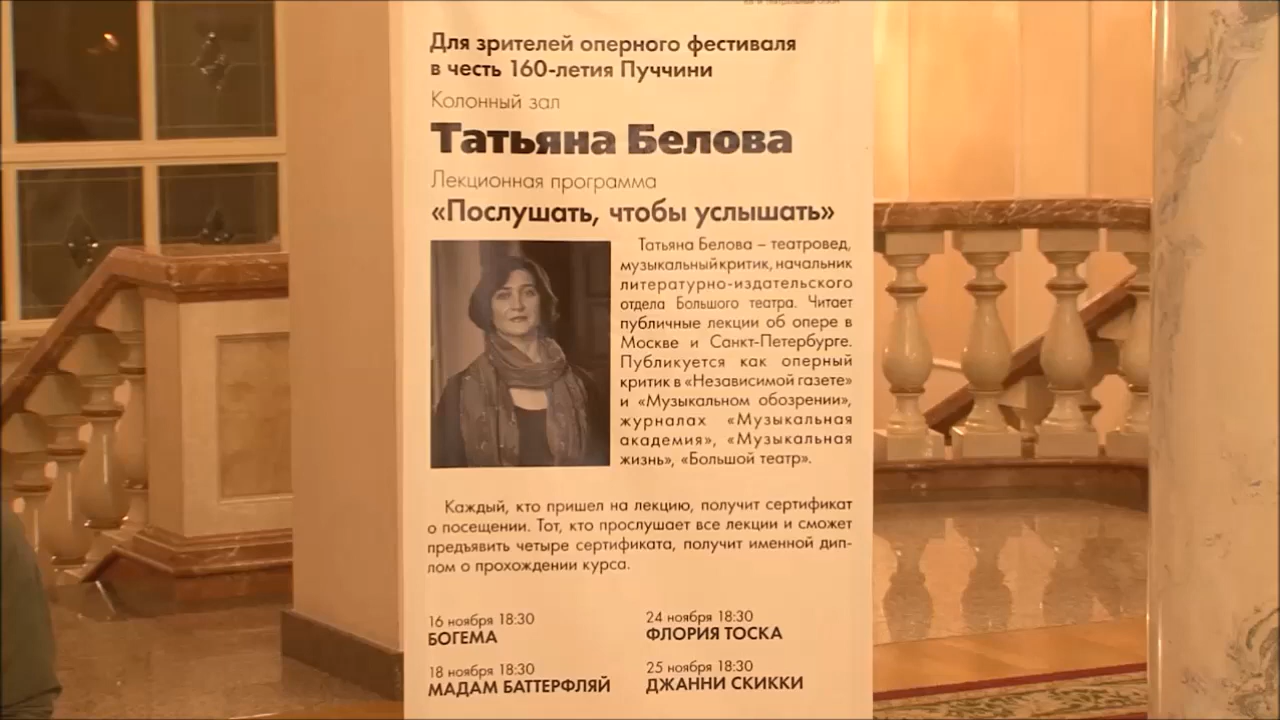 Для зрителей оперного фестиваля
в честь 160-летия Пуччини
Колонный зал
Татьяна Белова
Лекционная программа
«Послушать, чтобы услышать»
Татьяна Белова – театровед,
музыкальный критик, начальник
литературно-издательского
отдела Большого театра. Читает
публичные лекции об опере в
Москве и Санкт-Петербурге.
Публикуется как оперный
критик в «Независимой газете»
и «Музыкальном обозрении»,
журналах «Музыкальная
академия», «Музыкальная
жизнь», «Большой театр».
Каждый, кто пришел на лекцию, получит сертификат
о посещении. Тот, кто прослушает все лекции и сможет
предъявить четыре сертификата, получит именной дип-
лом о прохождении курса.
16 ноября 18:30
БОГЕМА
18 ноября 18:30
МАДАМ БАТТЕРФЛЯЙ
24 ноября 18:30
ФЛОРИЯ ТОСКА
25 ноября 18:30
ДЖАННИ СКИККИ